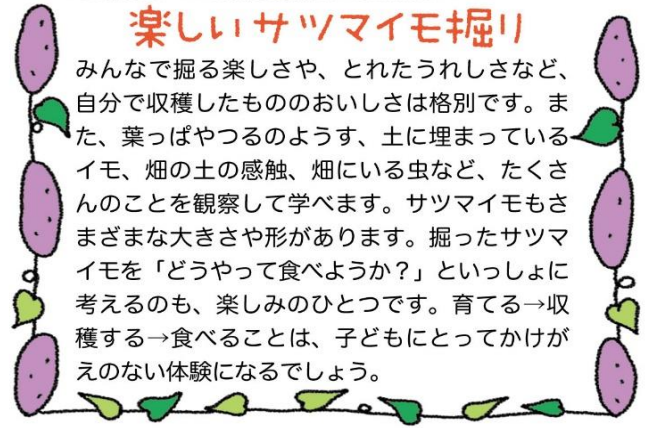 楽しいサツマイモ掘り
みんなで掘る楽しさや、とれたうれしさなど、
自分で収穫したもののおいしさは格別です。ま
た、葉っぱやつるのようす、土に埋まっている
イモ、畑の土の感触、畑にいる虫など、たくさ
んのことを観察して学べます。サツマイモもさ
まざまな大きさや形があります。掘ったサツマ
イモを「どうやって食べようか？」といっしょに
考えるのも、楽しみのひとつです。育てる→収
穫する→食べることは、子どもにとってかけが
えのない体験になるでしょう。